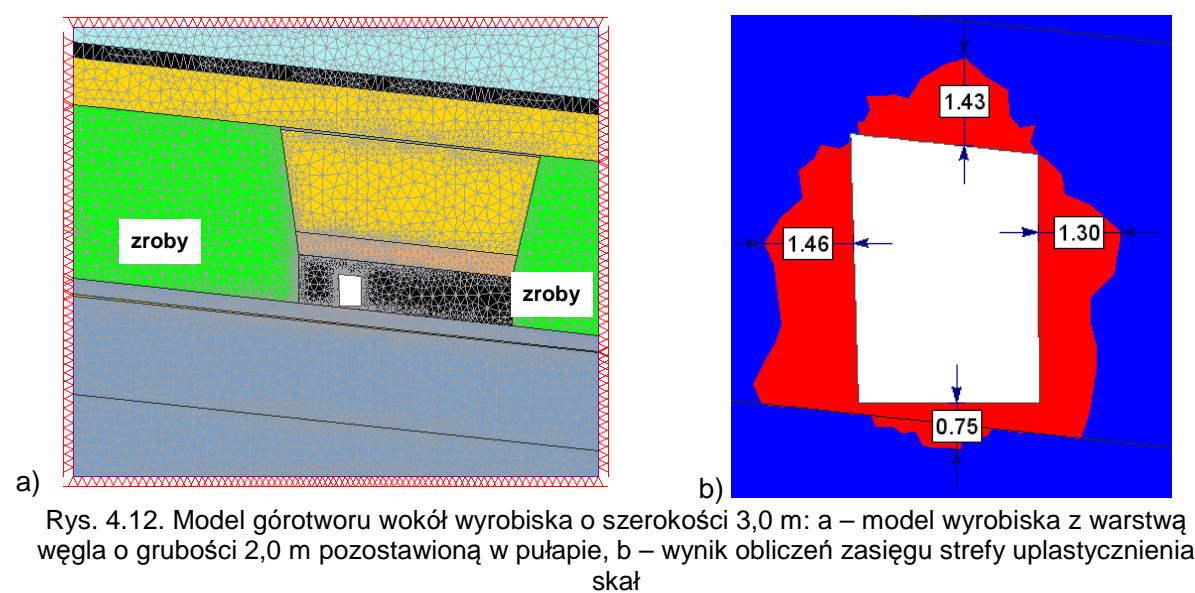 zroby
zroby
a)
1.43
1.46
1.30
0.75
b)
Rys. 4.12. Model górotworu wokół wyrobiska o szerokości 3,0 m: a – model wyrobiska z warstwą
węgla o grubości 2,0 m pozostawioną w pułapie, b – wynik obliczeń zasięgu strefy uplastycznienia
skał